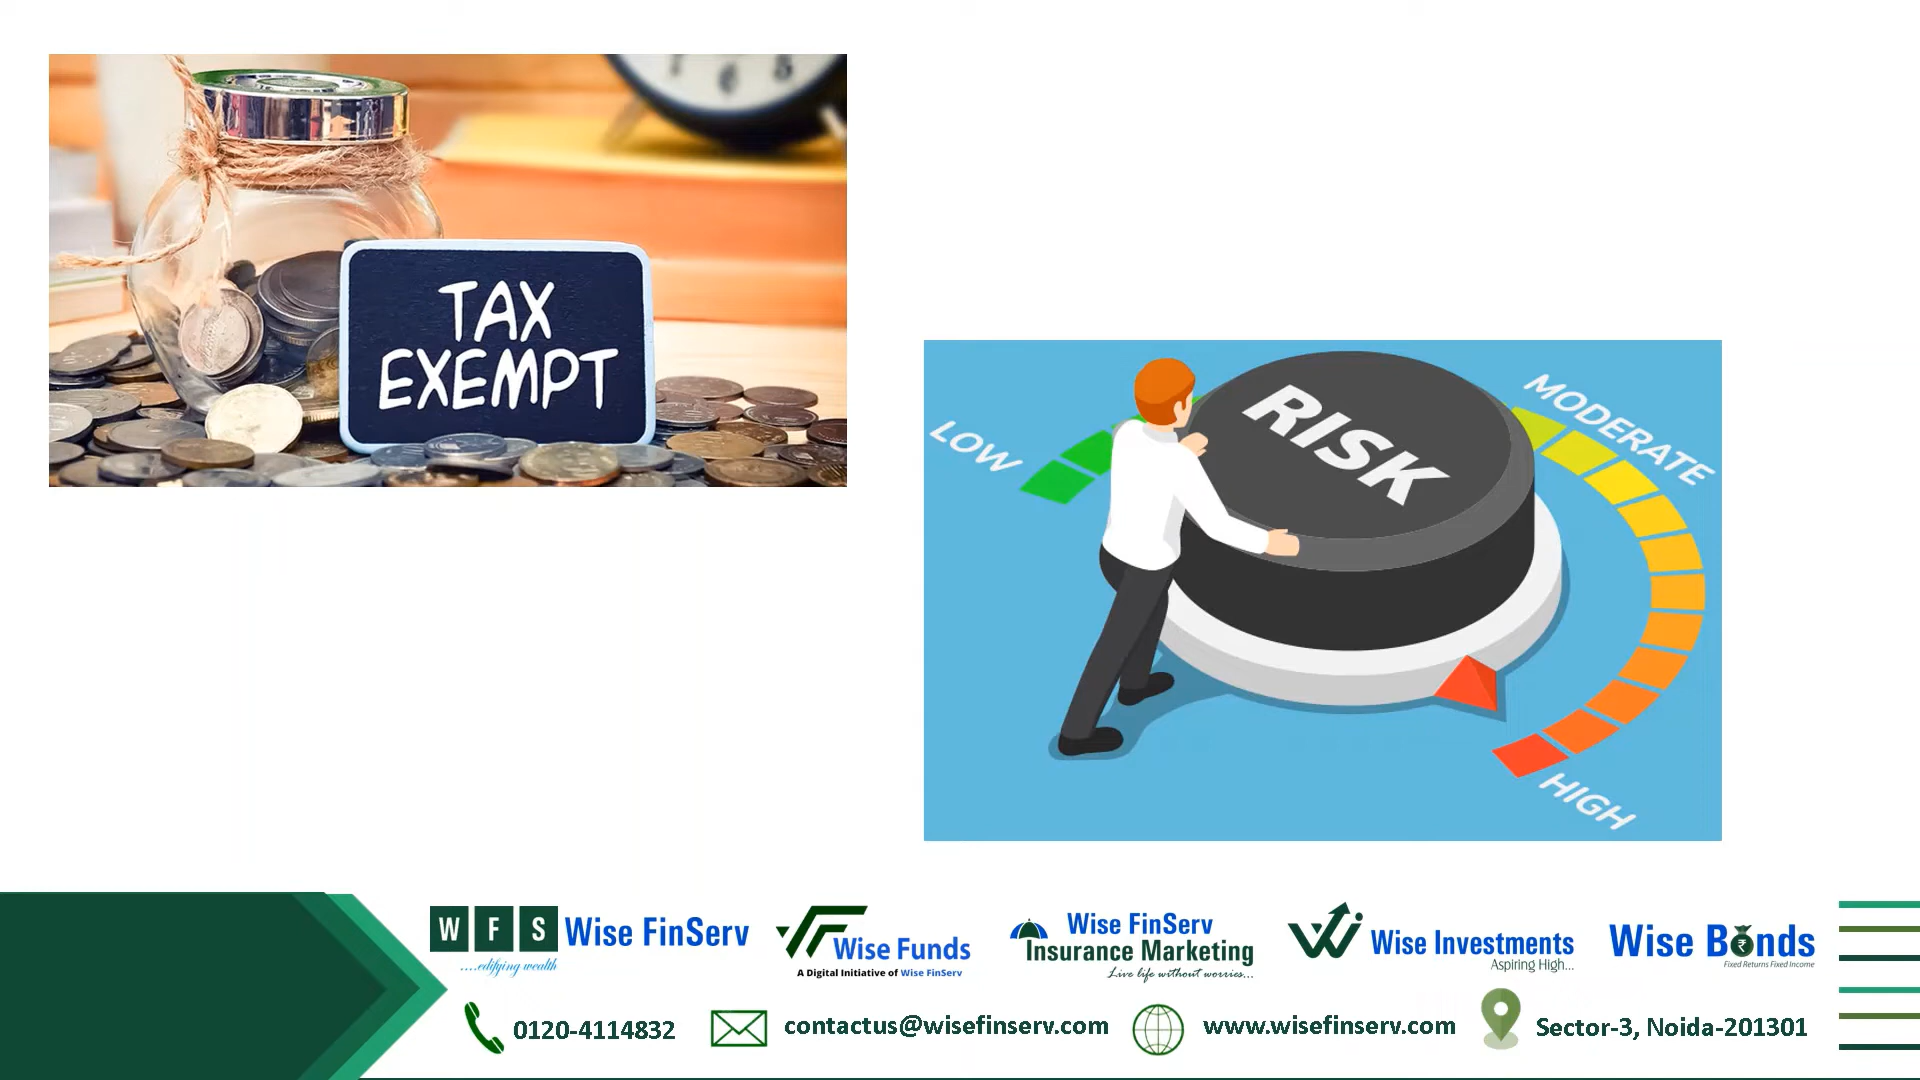 TAX
EXEMPT
RISK
LOW
MODERATE
HIGH
W F S Wise FinServ
....edifying wealth
Wise Funds
A Digital Initiative of Wise FinServ
Wise FinServ
Insurance Marketing
Live life without worries...
Wise Investments
Aspiring High...
Wise Bonds
Fixed Returns Fixed Income
0120-4114832
contactus@wisefinserv.com
www.wisefinserv.com
Sector-3, Noida-201301